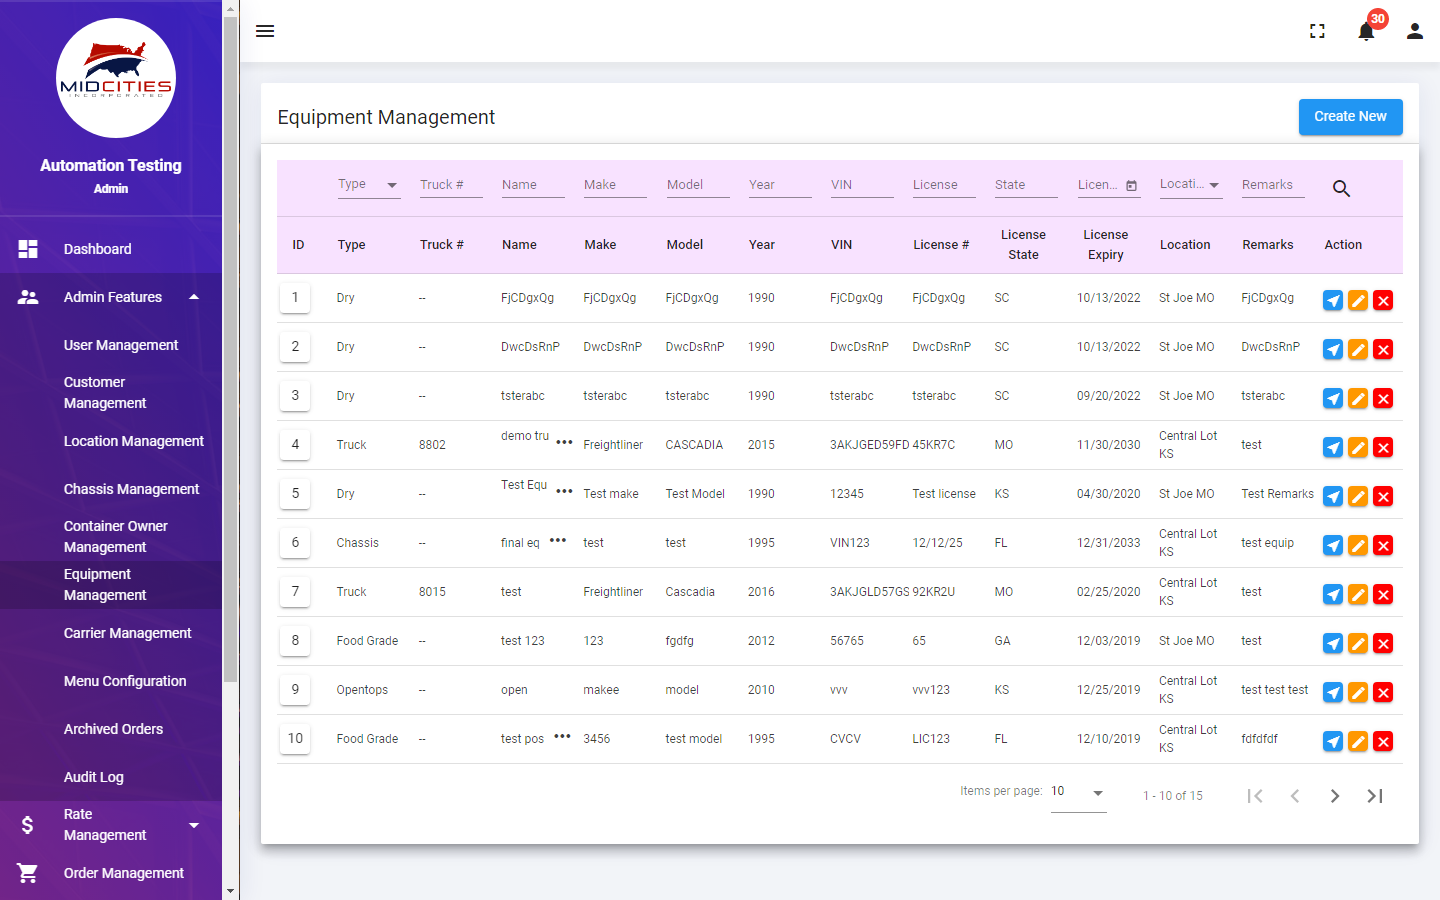 MIDCITIES
INCORPORATED
Automation Testing
Admin
Dashboard
Admin Features
User Management
Customer
Management
Location Management
Chassis Management
Container Owner
Management
Equipment
Management
Carrier Management
Menu Configuration
Archived Orders
Audit Log
Rate
Management
Order Management
30
Equipment Management
Create New
Type Truck # Name Make Model Year VIN License State Licen... Locati... Remarks
ID Type Truck # Name Make Model Year VIN License # License State License Expiry Location Remarks Action
1 Dry -- FjCDgxQg FjCDgxQg FjCDgxQg 1990 FjCDgxQg FjCDgxQg SC 10/13/2022 St Joe MO FjCDgxQg
2 Dry -- DwcDsRnP DwcDsRnP DwcDsRnP 1990 DwcDsRnP DwcDsRnP SC 10/13/2022 St Joe MO DwcDsRnP
3 Dry -- tsterabc tsterabc tsterabc 1990 tsterabc tsterabc SC 09/20/2022 St Joe MO tsterabc
4 Truck 8802 demo tru ••• Freightliner CASCADIA 2015 3AKJGED59FD 45KR7C MO 11/30/2030 Central Lot KS test
5 Dry -- Test Equ ••• Test make Test Model 1990 12345 Test license KS 04/30/2020 St Joe MO Test Remarks
6 Chassis -- final eq ••• test test 1995 VIN123 12/12/25 FL 12/31/2033 Central Lot KS test equip
7 Truck 8015 test Freightliner Cascadia 2016 3AKJGLD57GS 92KR2U MO 02/25/2020 Central Lot KS test
8 Food Grade -- test 123 123 fgdfg 2012 56765 65 GA 12/03/2019 St Joe MO test
9 Opentops -- open makee model 2010 vvv vvv123 KS 12/25/2019 Central Lot KS test test test
10 Food Grade -- test pos ••• 3456 test model 1995 CVCV LIC123 FL 12/10/2019 Central Lot KS fdfdfdf
Items per page: 10 1 - 10 of 15